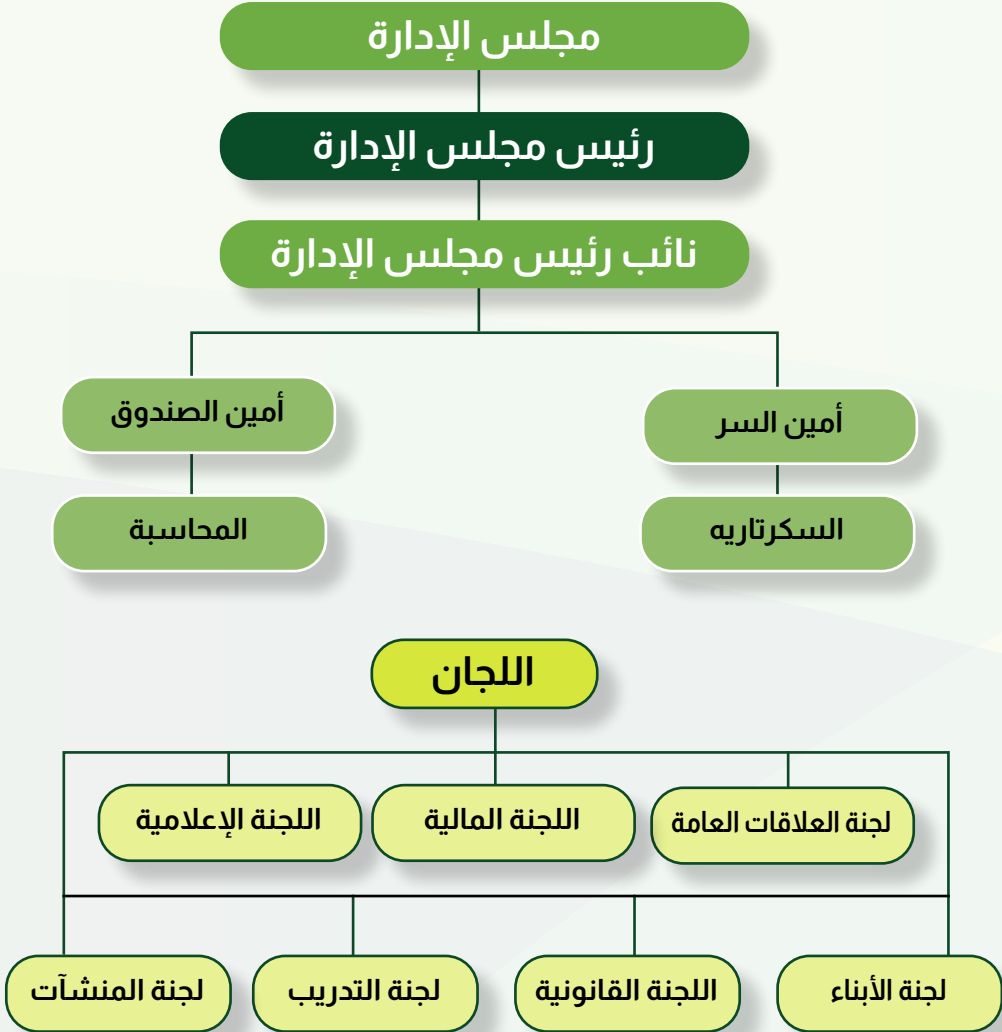 مجلس الإدارة
رئيس مجلس الإدارة
نائب رئيس مجلس الإدارة
أمين السر
أمين الصندوق
السكرتاريه
المحاسبة
اللجان
لجنة العلاقات العامة
اللجنة المالية
اللجنة الإعلامية
لجنة الأبناء
اللجنة القانونية
لجنة التدريب
لجنة المنشآت